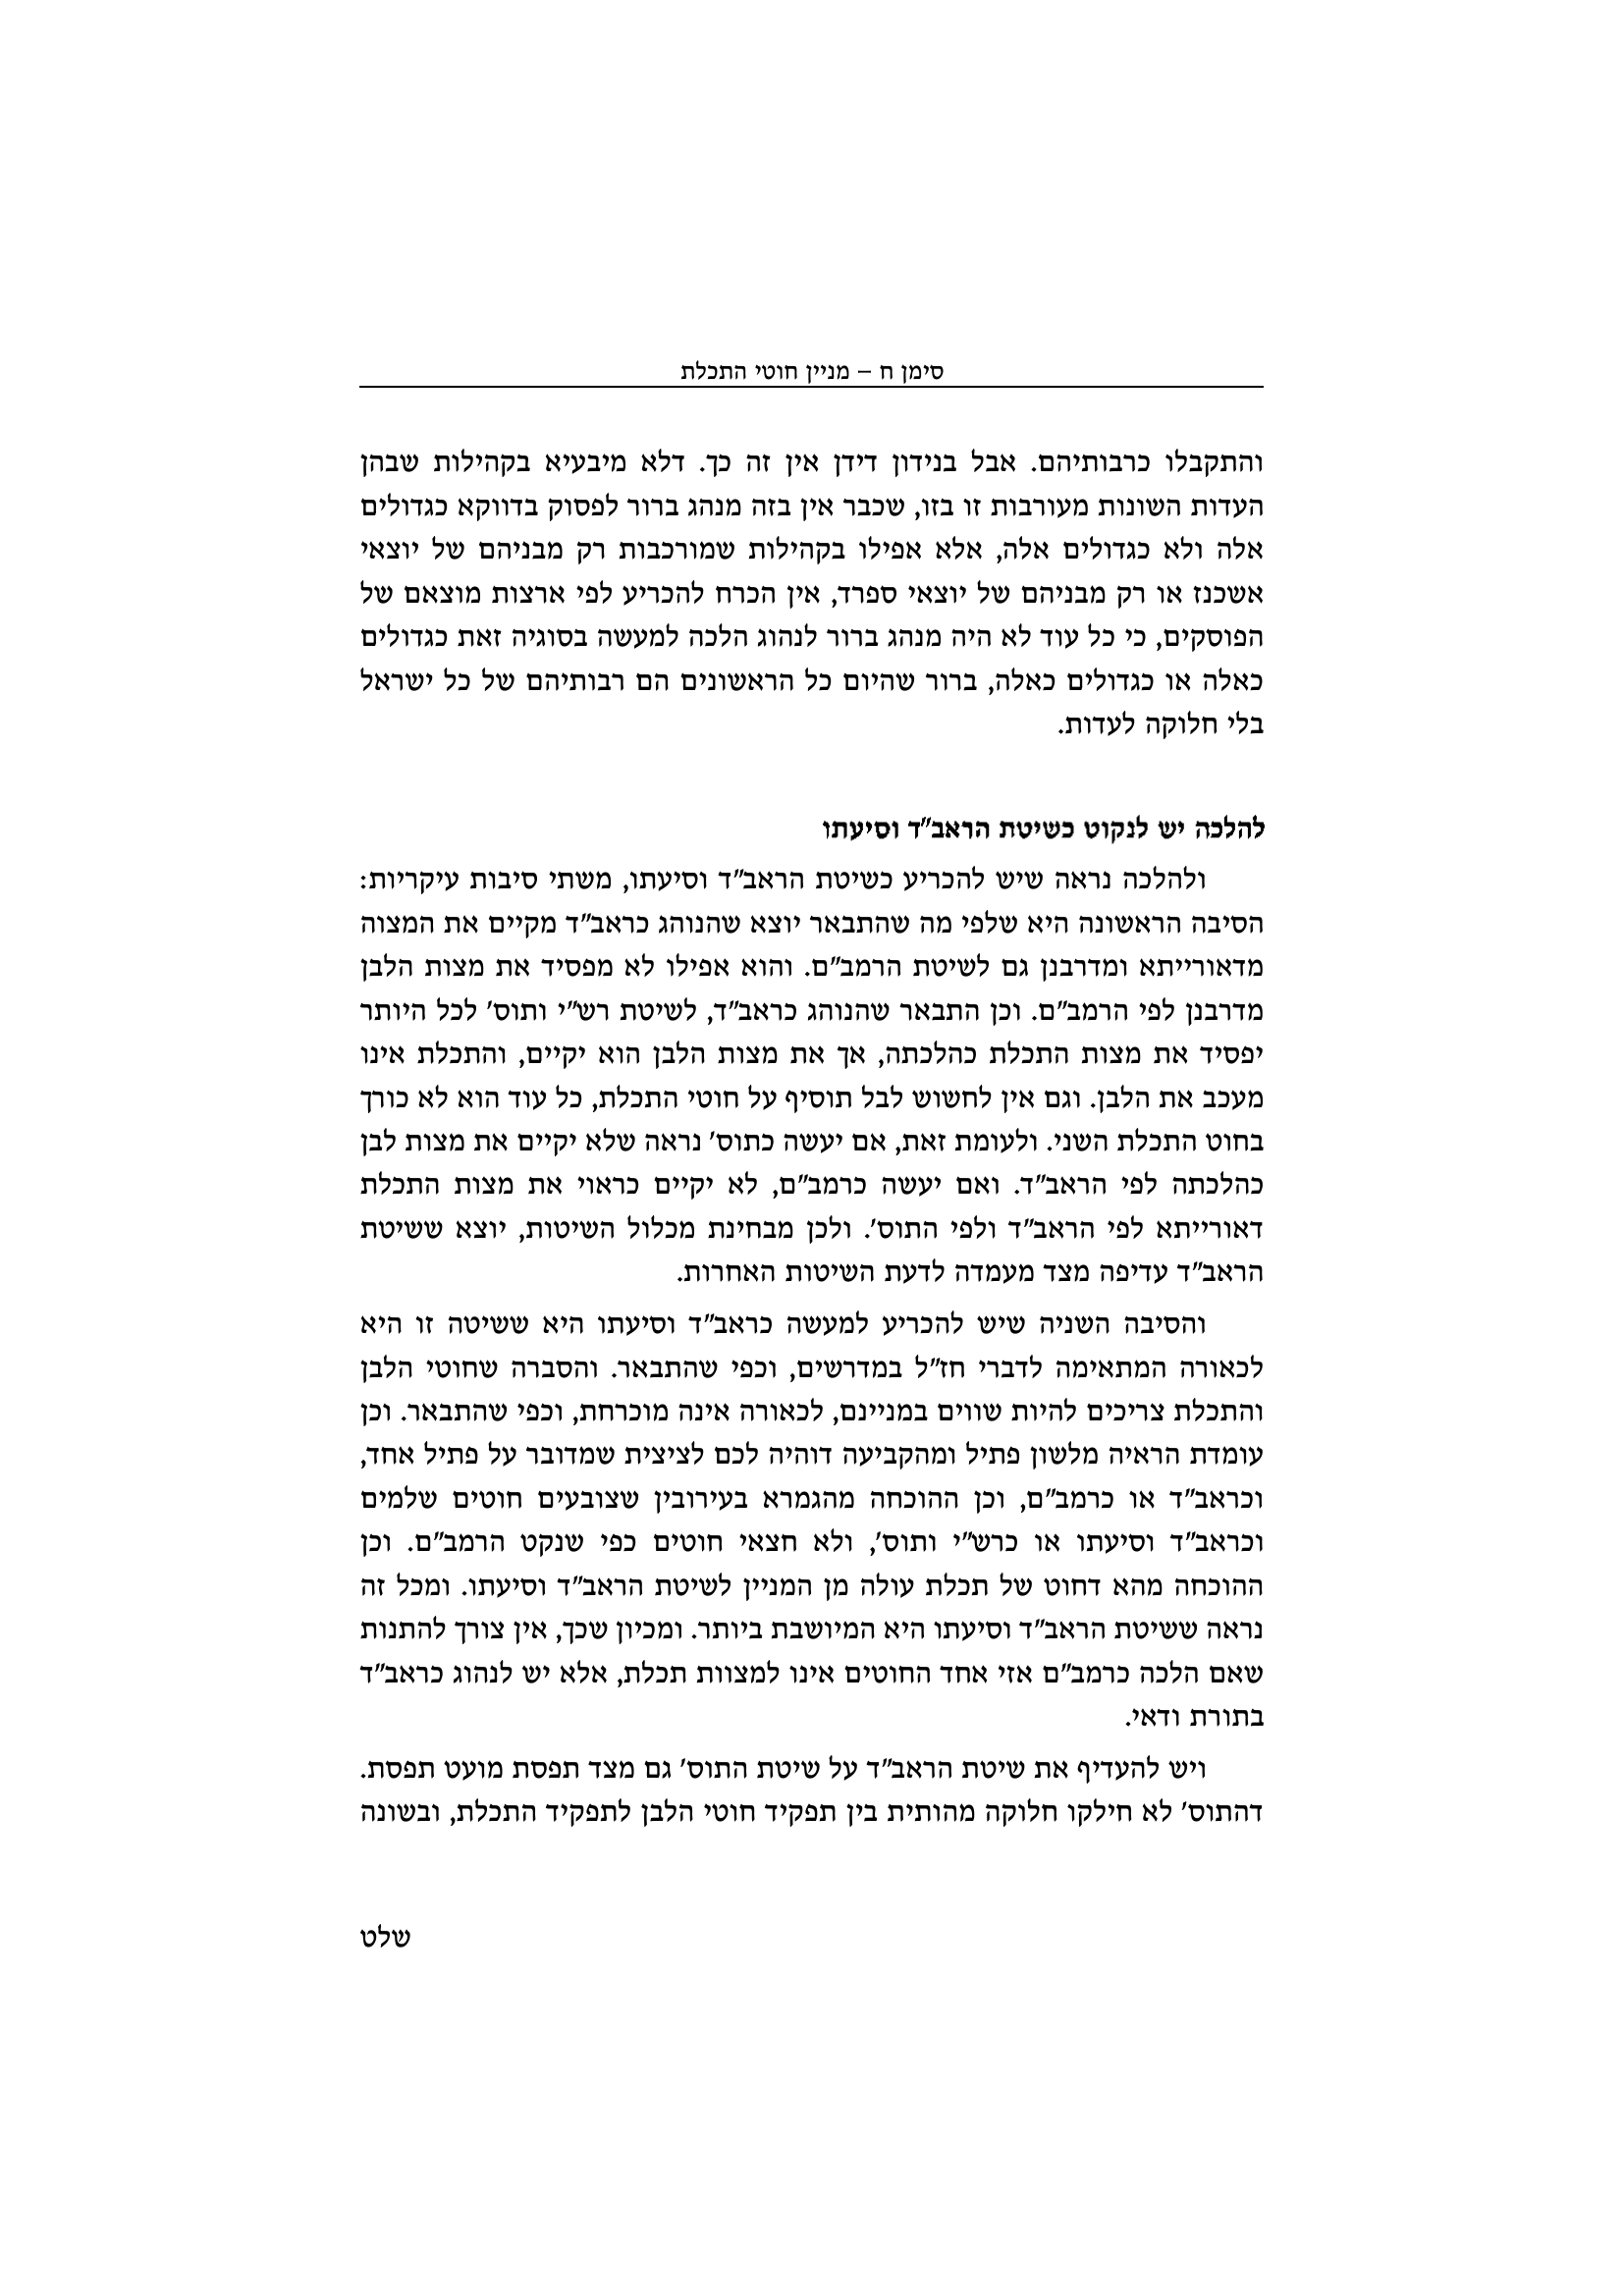 סימן ח – מניין חוטי התכלת
והתקבלו כרבותיהם. אבל בנידון דידן אין זה כך. דלא מיבעיא בקהילות שבהן
העדות השונות מעורבות זו בזו, שכבר אין בזה מנהג ברור לפסוק בדווקא כגדולים
אלה ולא כגדולים אלה, אלא אפילו בקהילות שמורכבות רק מבניהם של יוצאי
אשכנז או רק מבניהם של יוצאי ספרד, אין הכרח להכריע לפי ארצות מוצאם של
הפוסקים, כי כל עוד לא היה מנהג ברור לנהוג הלכה למעשה בסוגיה זאת כגדולים
כאלה או כגדולים כאלה, ברור שהיום כל הראשונים הם רבותיהם של כל ישראל
בלי חלוקה לעדות.
להלכה יש לנקוט כשיטת הראב"ד וסיעתו
ולהלכה נראה שיש להכריע כשיטת הראב"ד וסיעתו, משתי סיבות עיקריות:
הסיבה הראשונה היא שלפי מה שהתבאר יוצא שהנוהג כראב"ד מקיים את המצוה
מדאורייתא ומדרבנן גם לשיטת הרמב"ם. והוא אפילו לא מפסיד את מצות הלבן
מדרבנן לפי הרמב"ם. וכן התבאר שהנוהג כראב"ד, לשיטת רש"י ותוס' לכל היותר
יפסיד את מצות התכלת כהלכתה, אך את מצות הלבן הוא יקיים, והתכלת אינו
מעכב את הלבן. וגם אין לחשוש לבל תוסיף על חוטי התכלת, כל עוד הוא לא כורך
בחוט התכלת השני. ולעומת זאת, אם יעשה כתוס' נראה שלא יקיים את מצות לבן
כהלכתה לפי הראב"ד. ואם יעשה כרמב"ם, לא יקיים כראוי את מצות התכלת
דאורייתא לפי הראב"ד ולפי התוס'. ולכן מבחינת מכלול השיטות, יוצא ששיטת
הראב"ד עדיפה מצד מעמדה לדעת השיטות האחרות.
והסיבה השניה שיש להכריע למעשה כראב"ד וסיעתו היא ששיטה זו היא
לכאורה המתאימה לדברי חז"ל במדרשים, וכפי שהתבאר. והסברה שחוטי הלבן
והתכלת צריכים להיות שווים במניינם, לכאורה אינה מוכרחת, וכפי שהתבאר. וכן
עומדת הראיה מלשון פתיל ומהקביעה דוהיה לכם לציצית שמדובר על פתיל אחד,
וכראב"ד או כרמב"ם, וכן ההוכחה מהגמרא בעירובין שצובעים חוטים שלמים
וכראב"ד וסיעתו או כרש"י ותוס', ולא חצאי חוטים כפי שנקט הרמב"ם. וכן
ההוכחה מהא דחוט של תכלת עולה מן המניין לשיטת הראב"ד וסיעתו. ומכל זה
נראה ששיטת הראב"ד וסיעתו היא המיושבת ביותר. ומכיון שכך, אין צורך להתנות
שאם הלכה כרמב"ם אזי אחד החוטים אינו למצוות תכלת, אלא יש לנהוג כראב"ד
בתורת ודאי.
ויש להעדיף את שיטת הראב"ד על שיטת התוס' גם מצד תפסת מועט תפסת.
דהתוס' לא חילקו חלוקה מהותית בין תפקיד חוטי הלבן לתפקיד התכלת, ובשונה
שלט